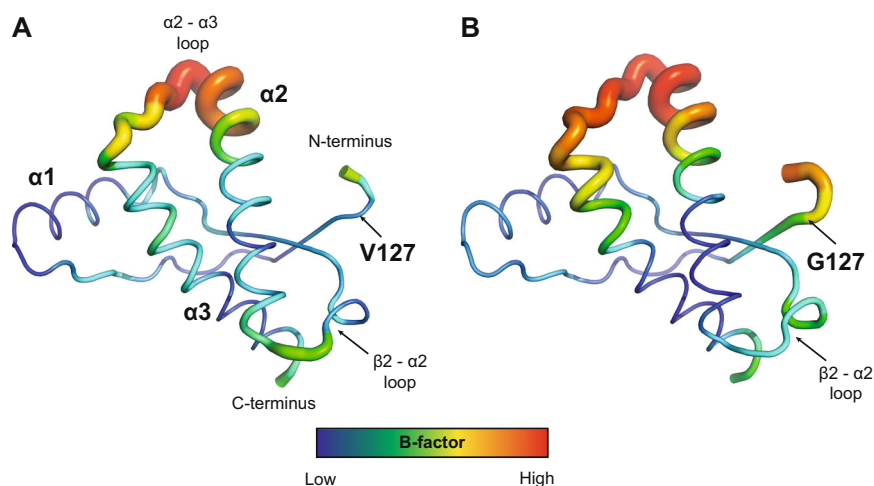 A
α2 - α3
loop
α2
N-terminus
α1
V127
α3
β2 - α2
loop
C-terminus
B
G127
β2 - α2
loop
B-factor
Low
High